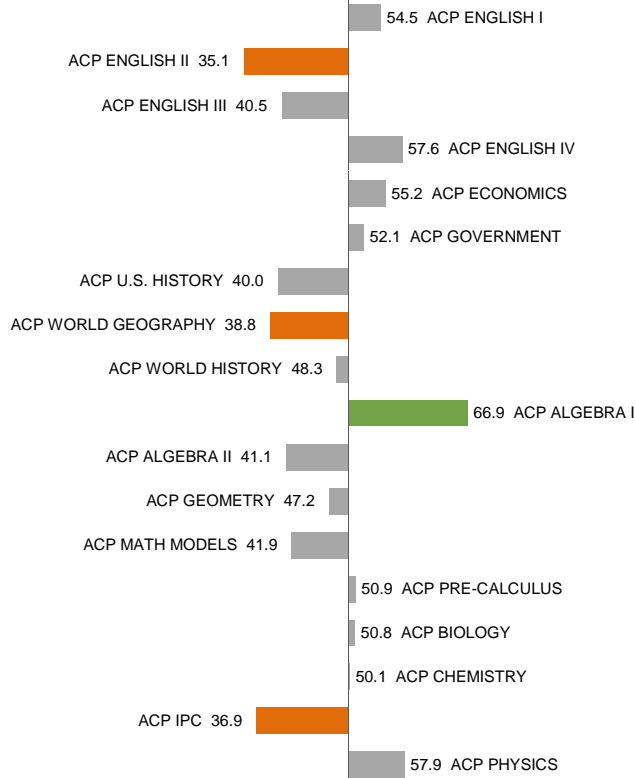 54.5 ACP ENGLISH I
ACP ENGLISH II 35.1
ACP ENGLISH III 40.5
57.6 ACP ENGLISH IV
55.2 ACP ECONOMICS
52.1 ACP GOVERNMENT
ACP U.S. HISTORY 40.0
ACP WORLD GEOGRAPHY 38.8
ACP WORLD HISTORY 48.3
66.9 ACP ALGEBRA I
ACP ALGEBRA II 41.1
ACP GEOMETRY 47.2
ACP MATH MODELS 41.9
50.9 ACP PRE-CALCULUS
50.8 ACP BIOLOGY
50.1 ACP CHEMISTRY
ACP IPC 36.9
57.9 ACP PHYSICS